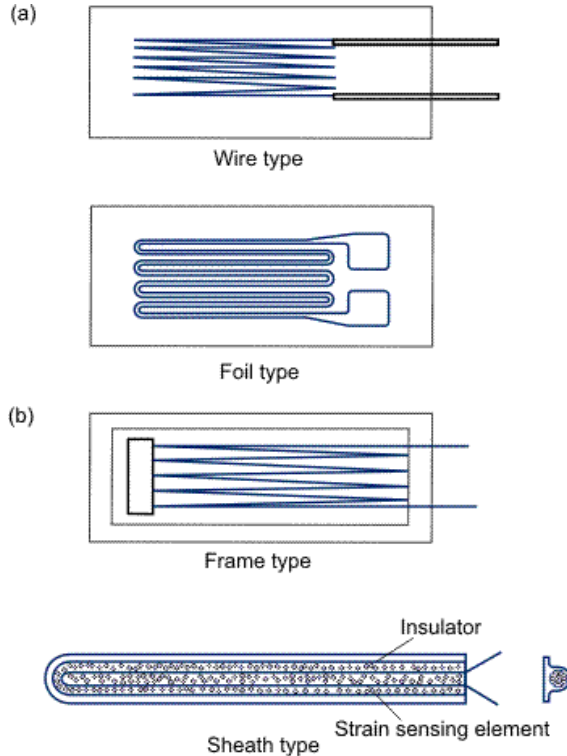 (a)
Wire type
Foil type
(b)
Frame type
Insulator
Strain sensing element
Sheath type